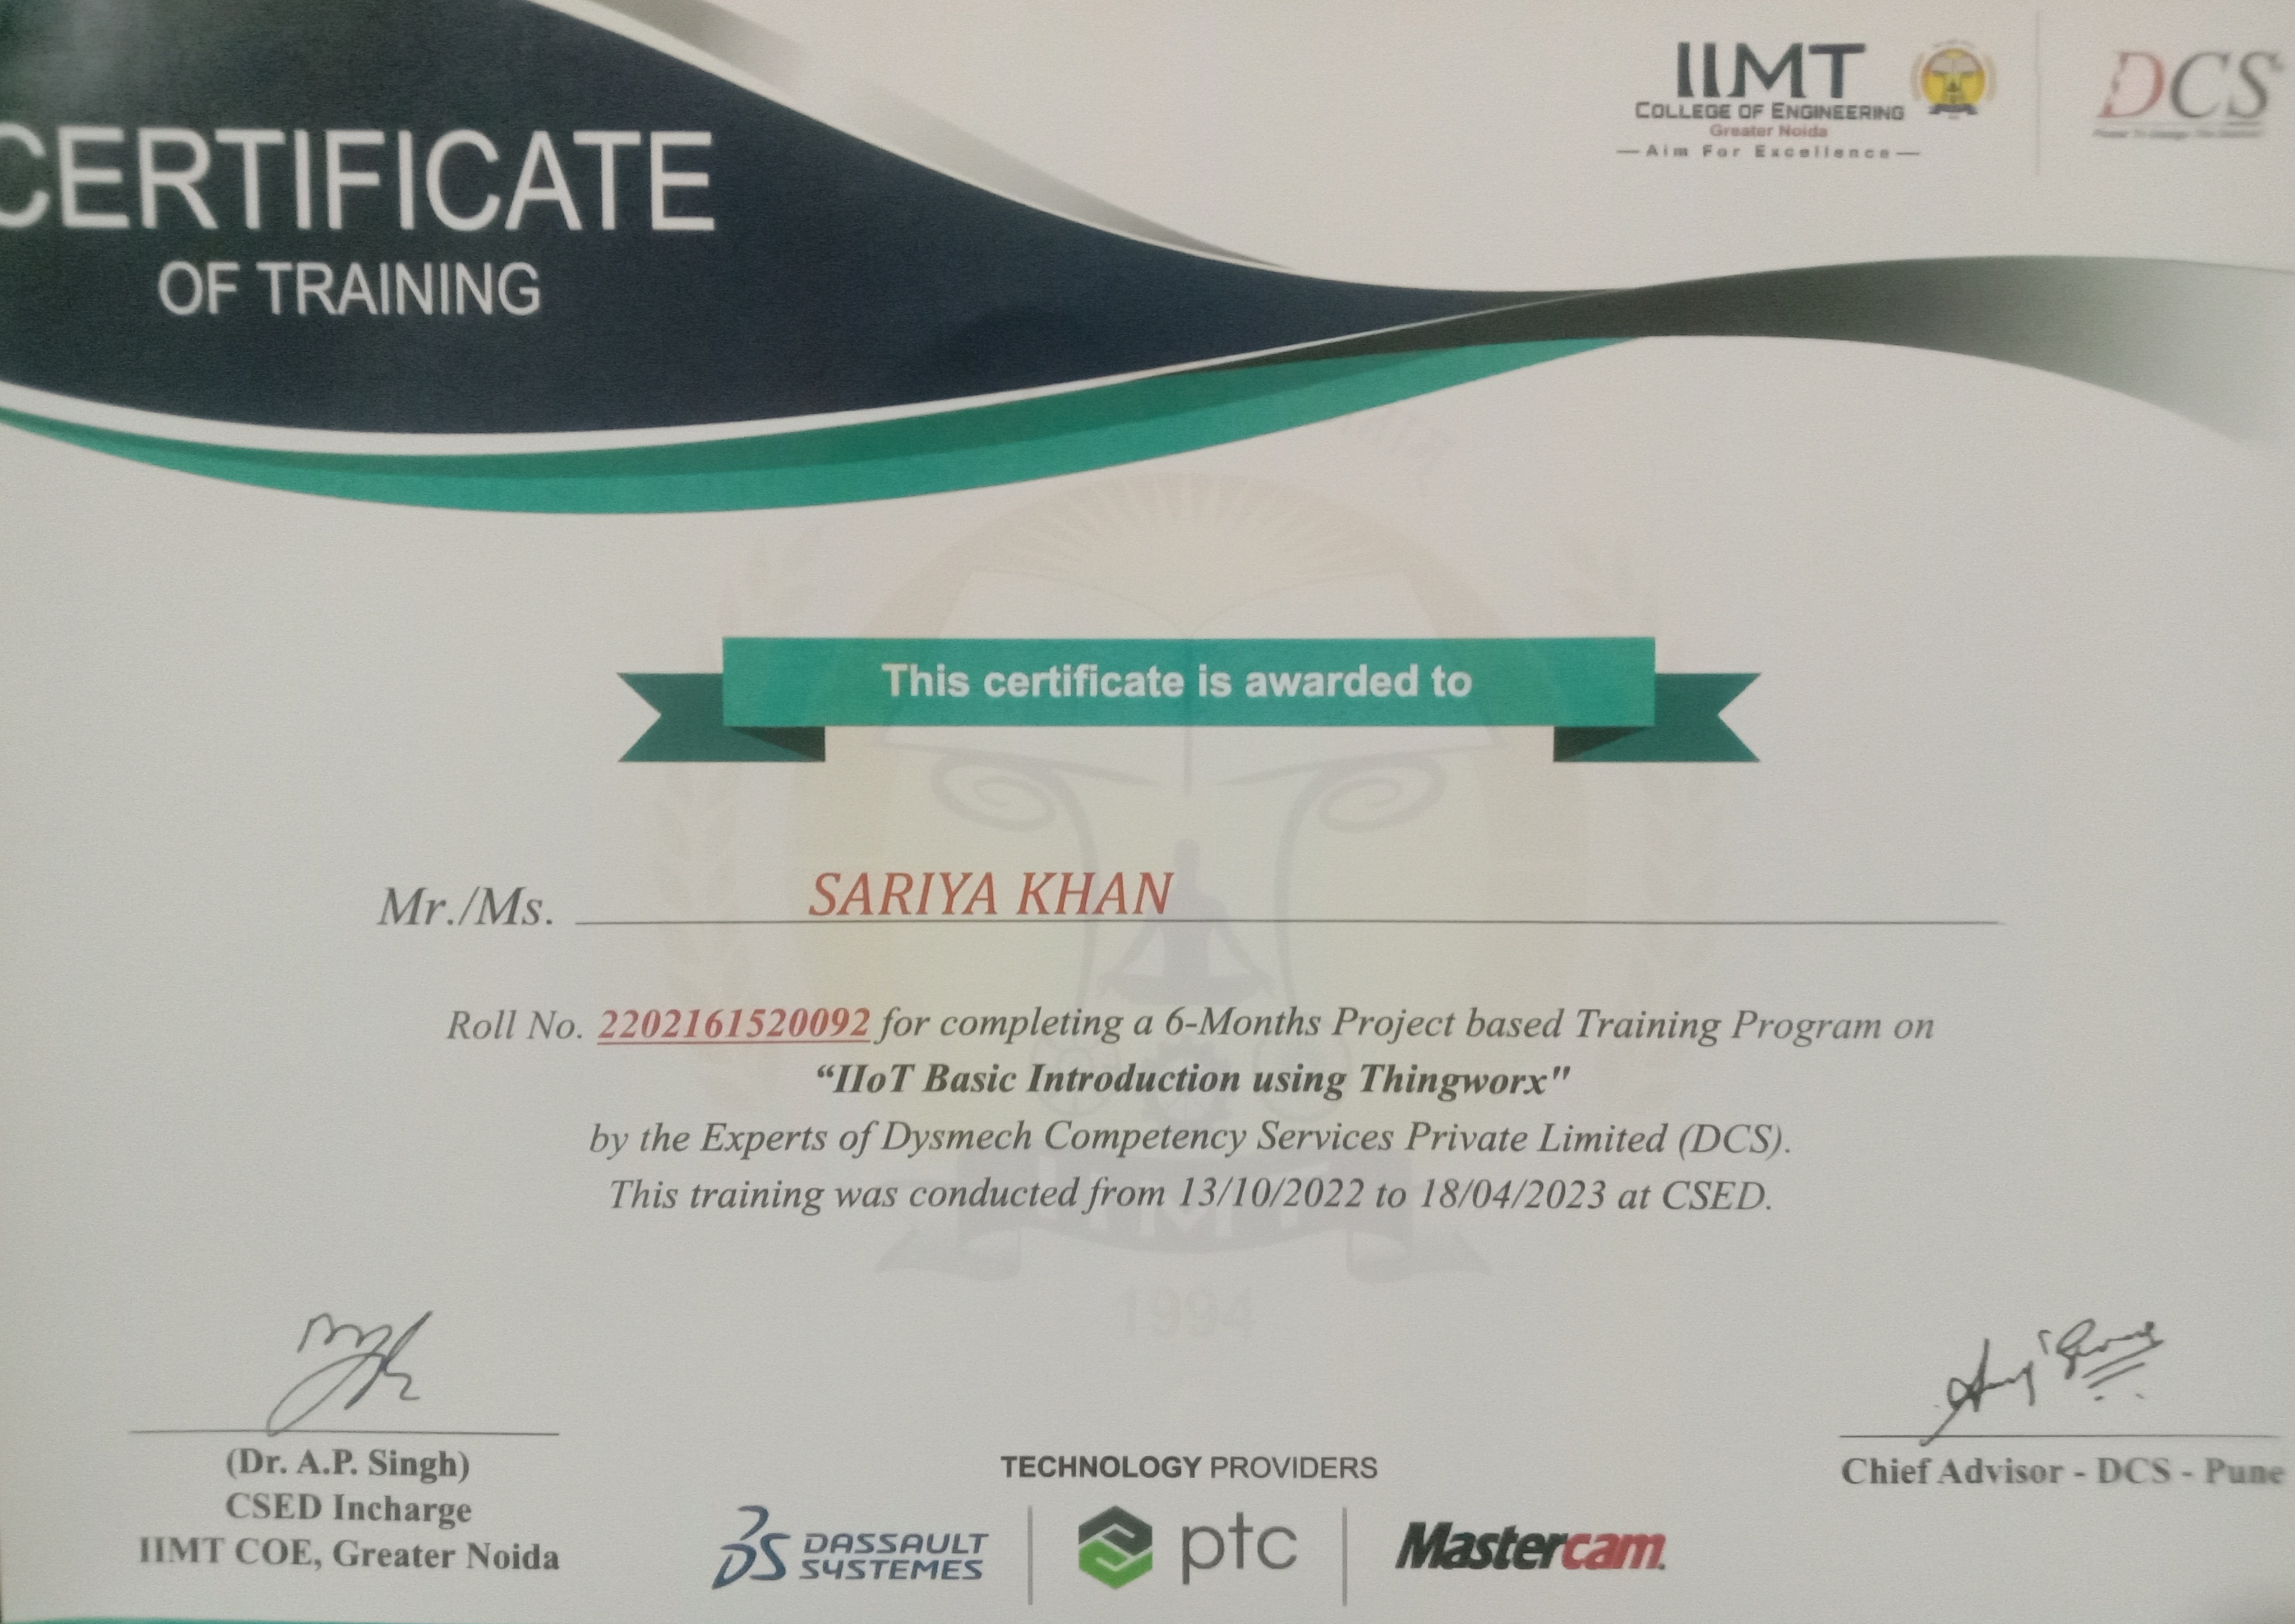 CERTIFICATE
OF TRAINING
IIMT
COLLEGE OF ENGINEERING
Greater Noida
Aim For Excellence
DCS
This certificate is awarded to
Mr./Ms. SARIYA KHAN
Roll No. 2202161520092 for completing a 6-Months Project based Training Program on
“IIoT Basic Introduction using Thingworx"
by the Experts of Dysmech Competency Services Private Limited (DCS).
This training was conducted from 13/10/2022 to 18/04/2023 at CSED.
IIMT
1994
(Dr. A.P. Singh)
CSED Incharge
IIMT COE, Greater Noida
TECHNOLOGY PROVIDERS
DASSAULT
SYSTEMES
ptc
Mastercam.
Chief Advisor - DCS - Pune